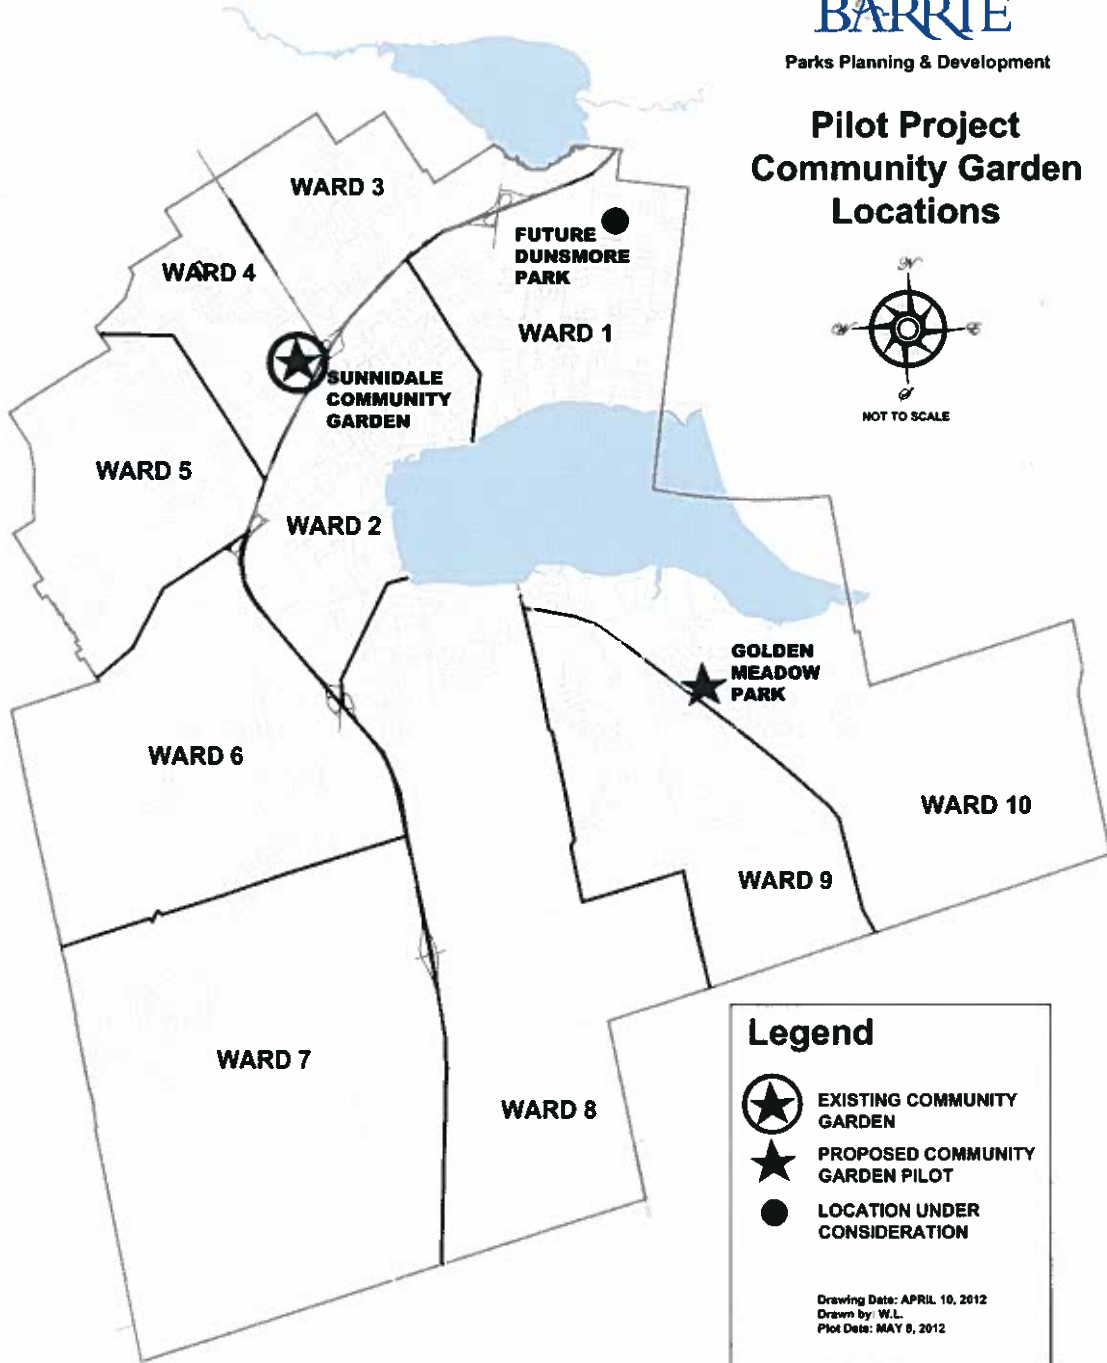 BARRIE
Parks Planning & Development
Pilot Project
Community Garden
Locations
N
W
E
S
NOT TO SCALE
WARD 3
FUTURE
DUNSMORE
PARK
WARD 4
WARD 1
SUNNIDALE
COMMUNITY
GARDEN
WARD 5
WARD 2
GOLDEN
MEADOW
PARK
WARD 6
WARD 10
WARD 9
WARD 7
WARD 8
Legend
EXISTING COMMUNITY
GARDEN
PROPOSED COMMUNITY
GARDEN PILOT
LOCATION UNDER
CONSIDERATION
Drawing Date: APRIL 10, 2012
Drawn by: W.L.
Plot Date: MAY 8, 2012